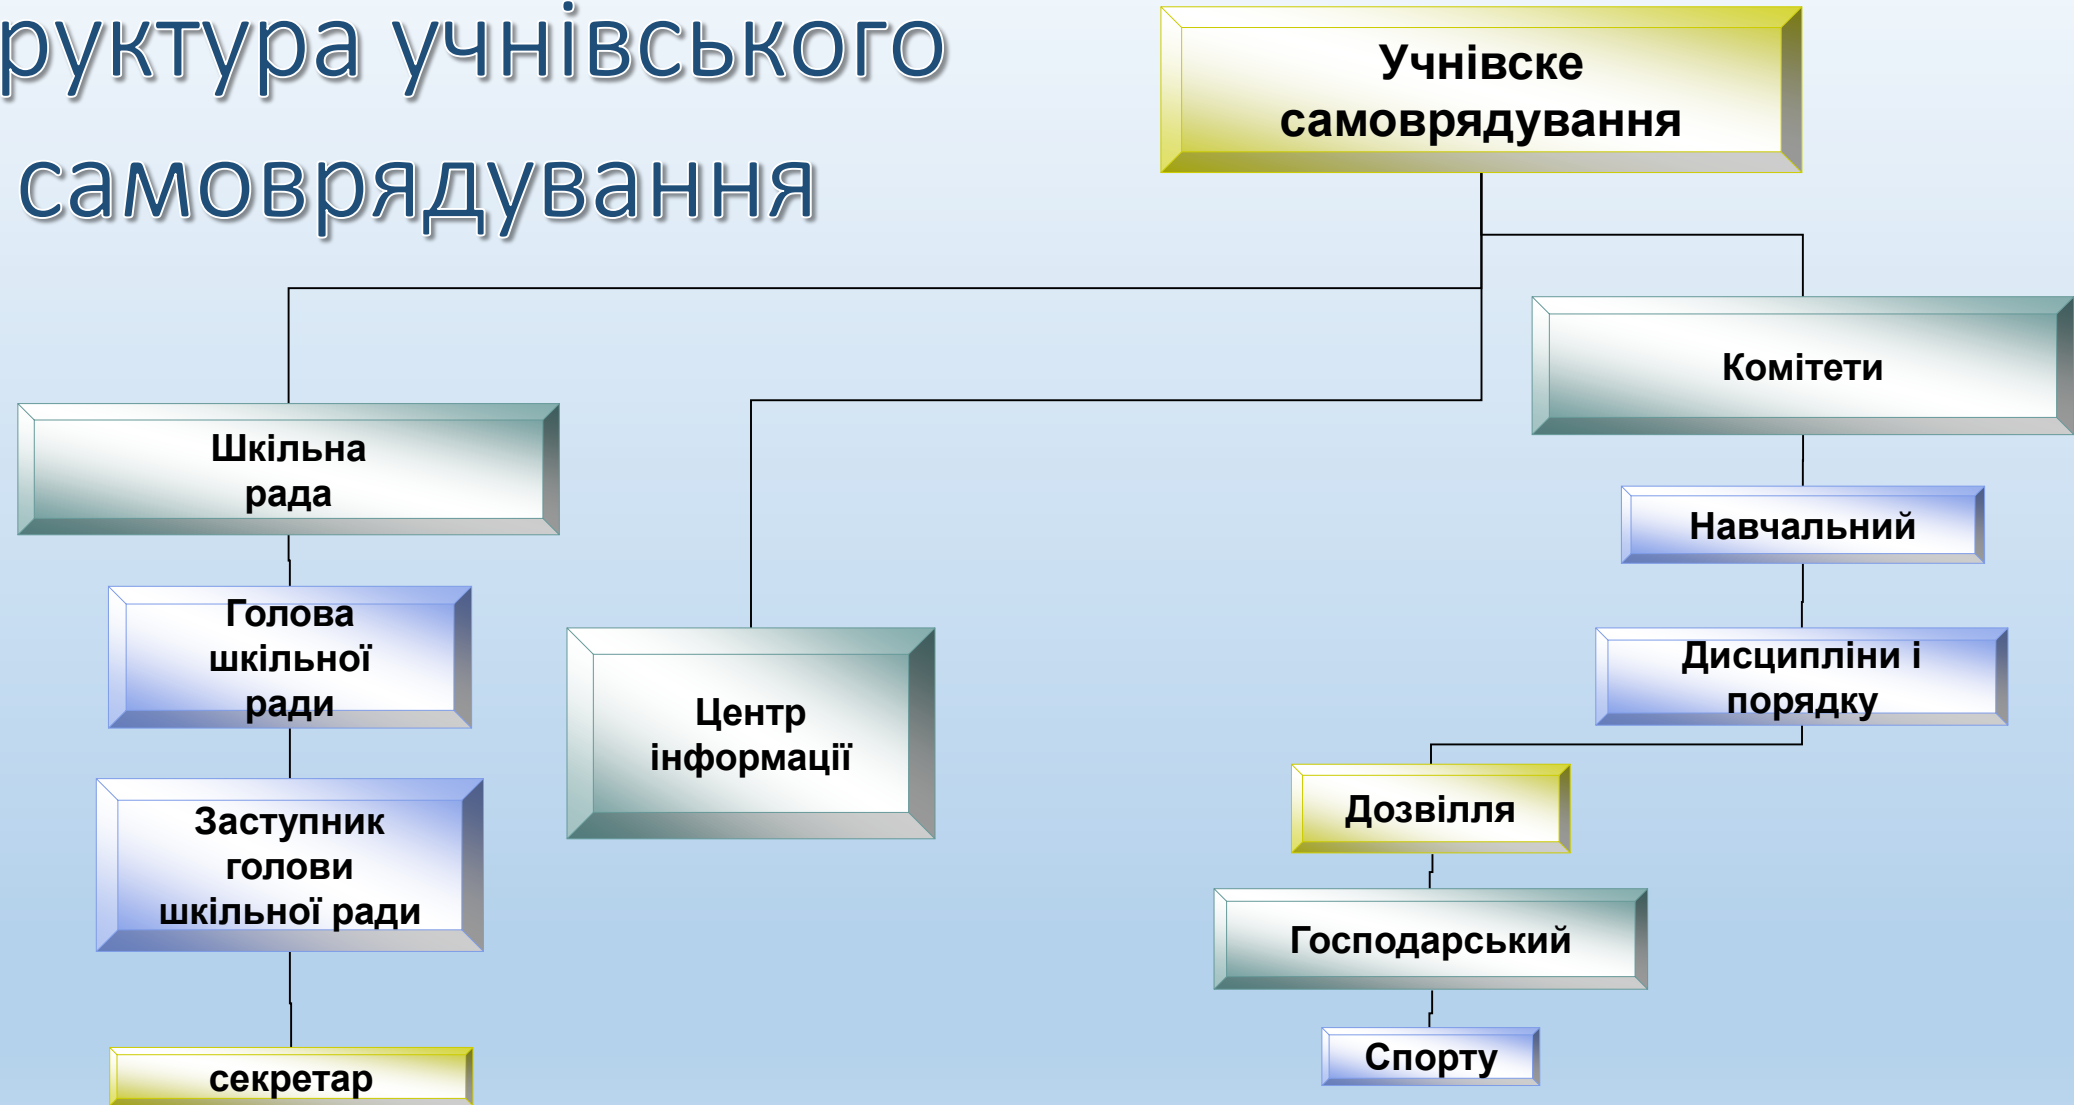 руктура учнівського
самоврядування
Учнівске
самоврядування
Комітети
Шкільна
рада
Навчальний
Голова
шкільної
ради
Дисципліни і
порядку
Центр
інформації
Дозвілля
Заступник
голови
шкільної ради
Господарський
Спорту
секретар